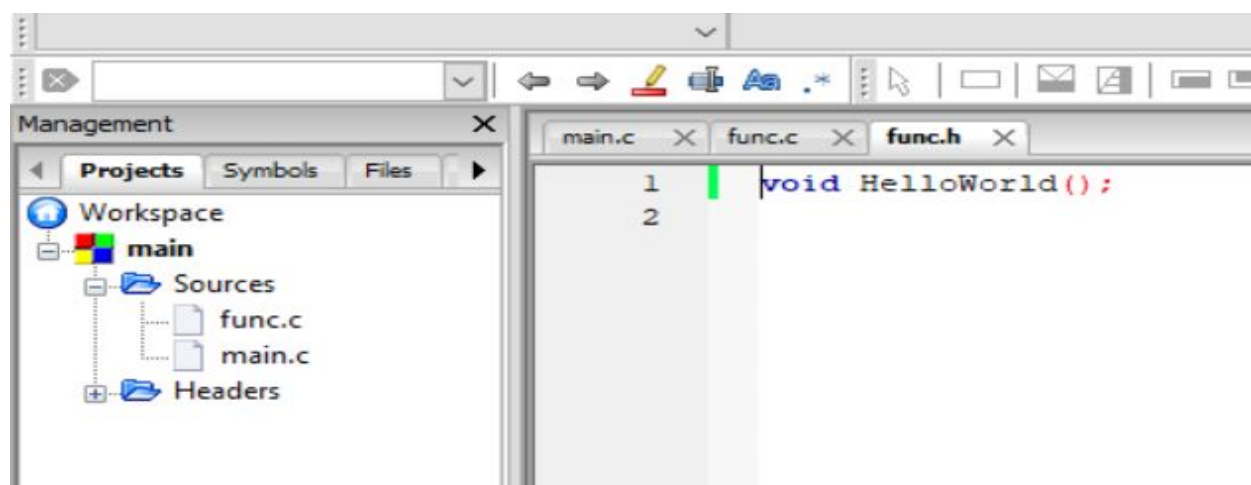 Management
Projects Symbols Files
Workspace
main
Sources
func.c
main.c
Headers
main.c func.c func.h
1 void HelloWorld();
2